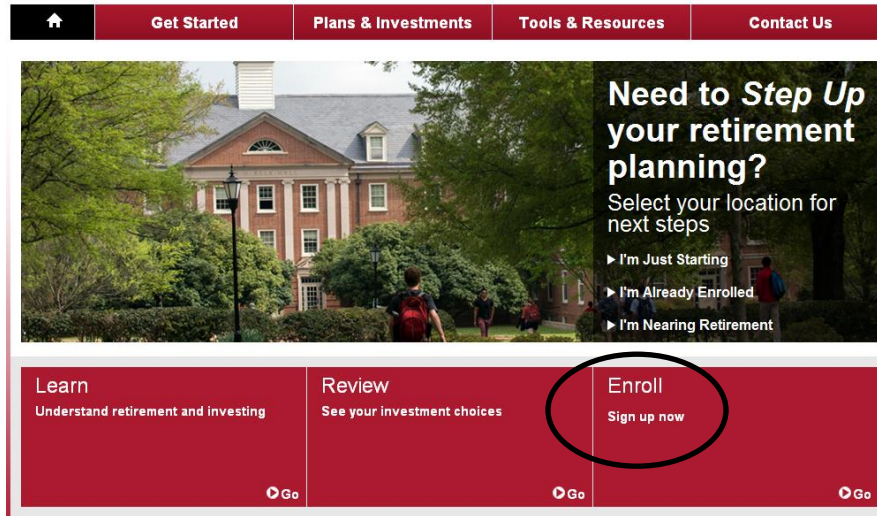 Get Started
Plans & Investments
Tools & Resources
Contact Us
Need to Step Up
your retirement
planning?
Select your location for
next steps
I'm Just Starting
I'm Already Enrolled
I'm Nearing Retirement
Learn
Understand retirement and investing
Go
Review
See your investment choices
Go
Enroll
Sign up now
Go